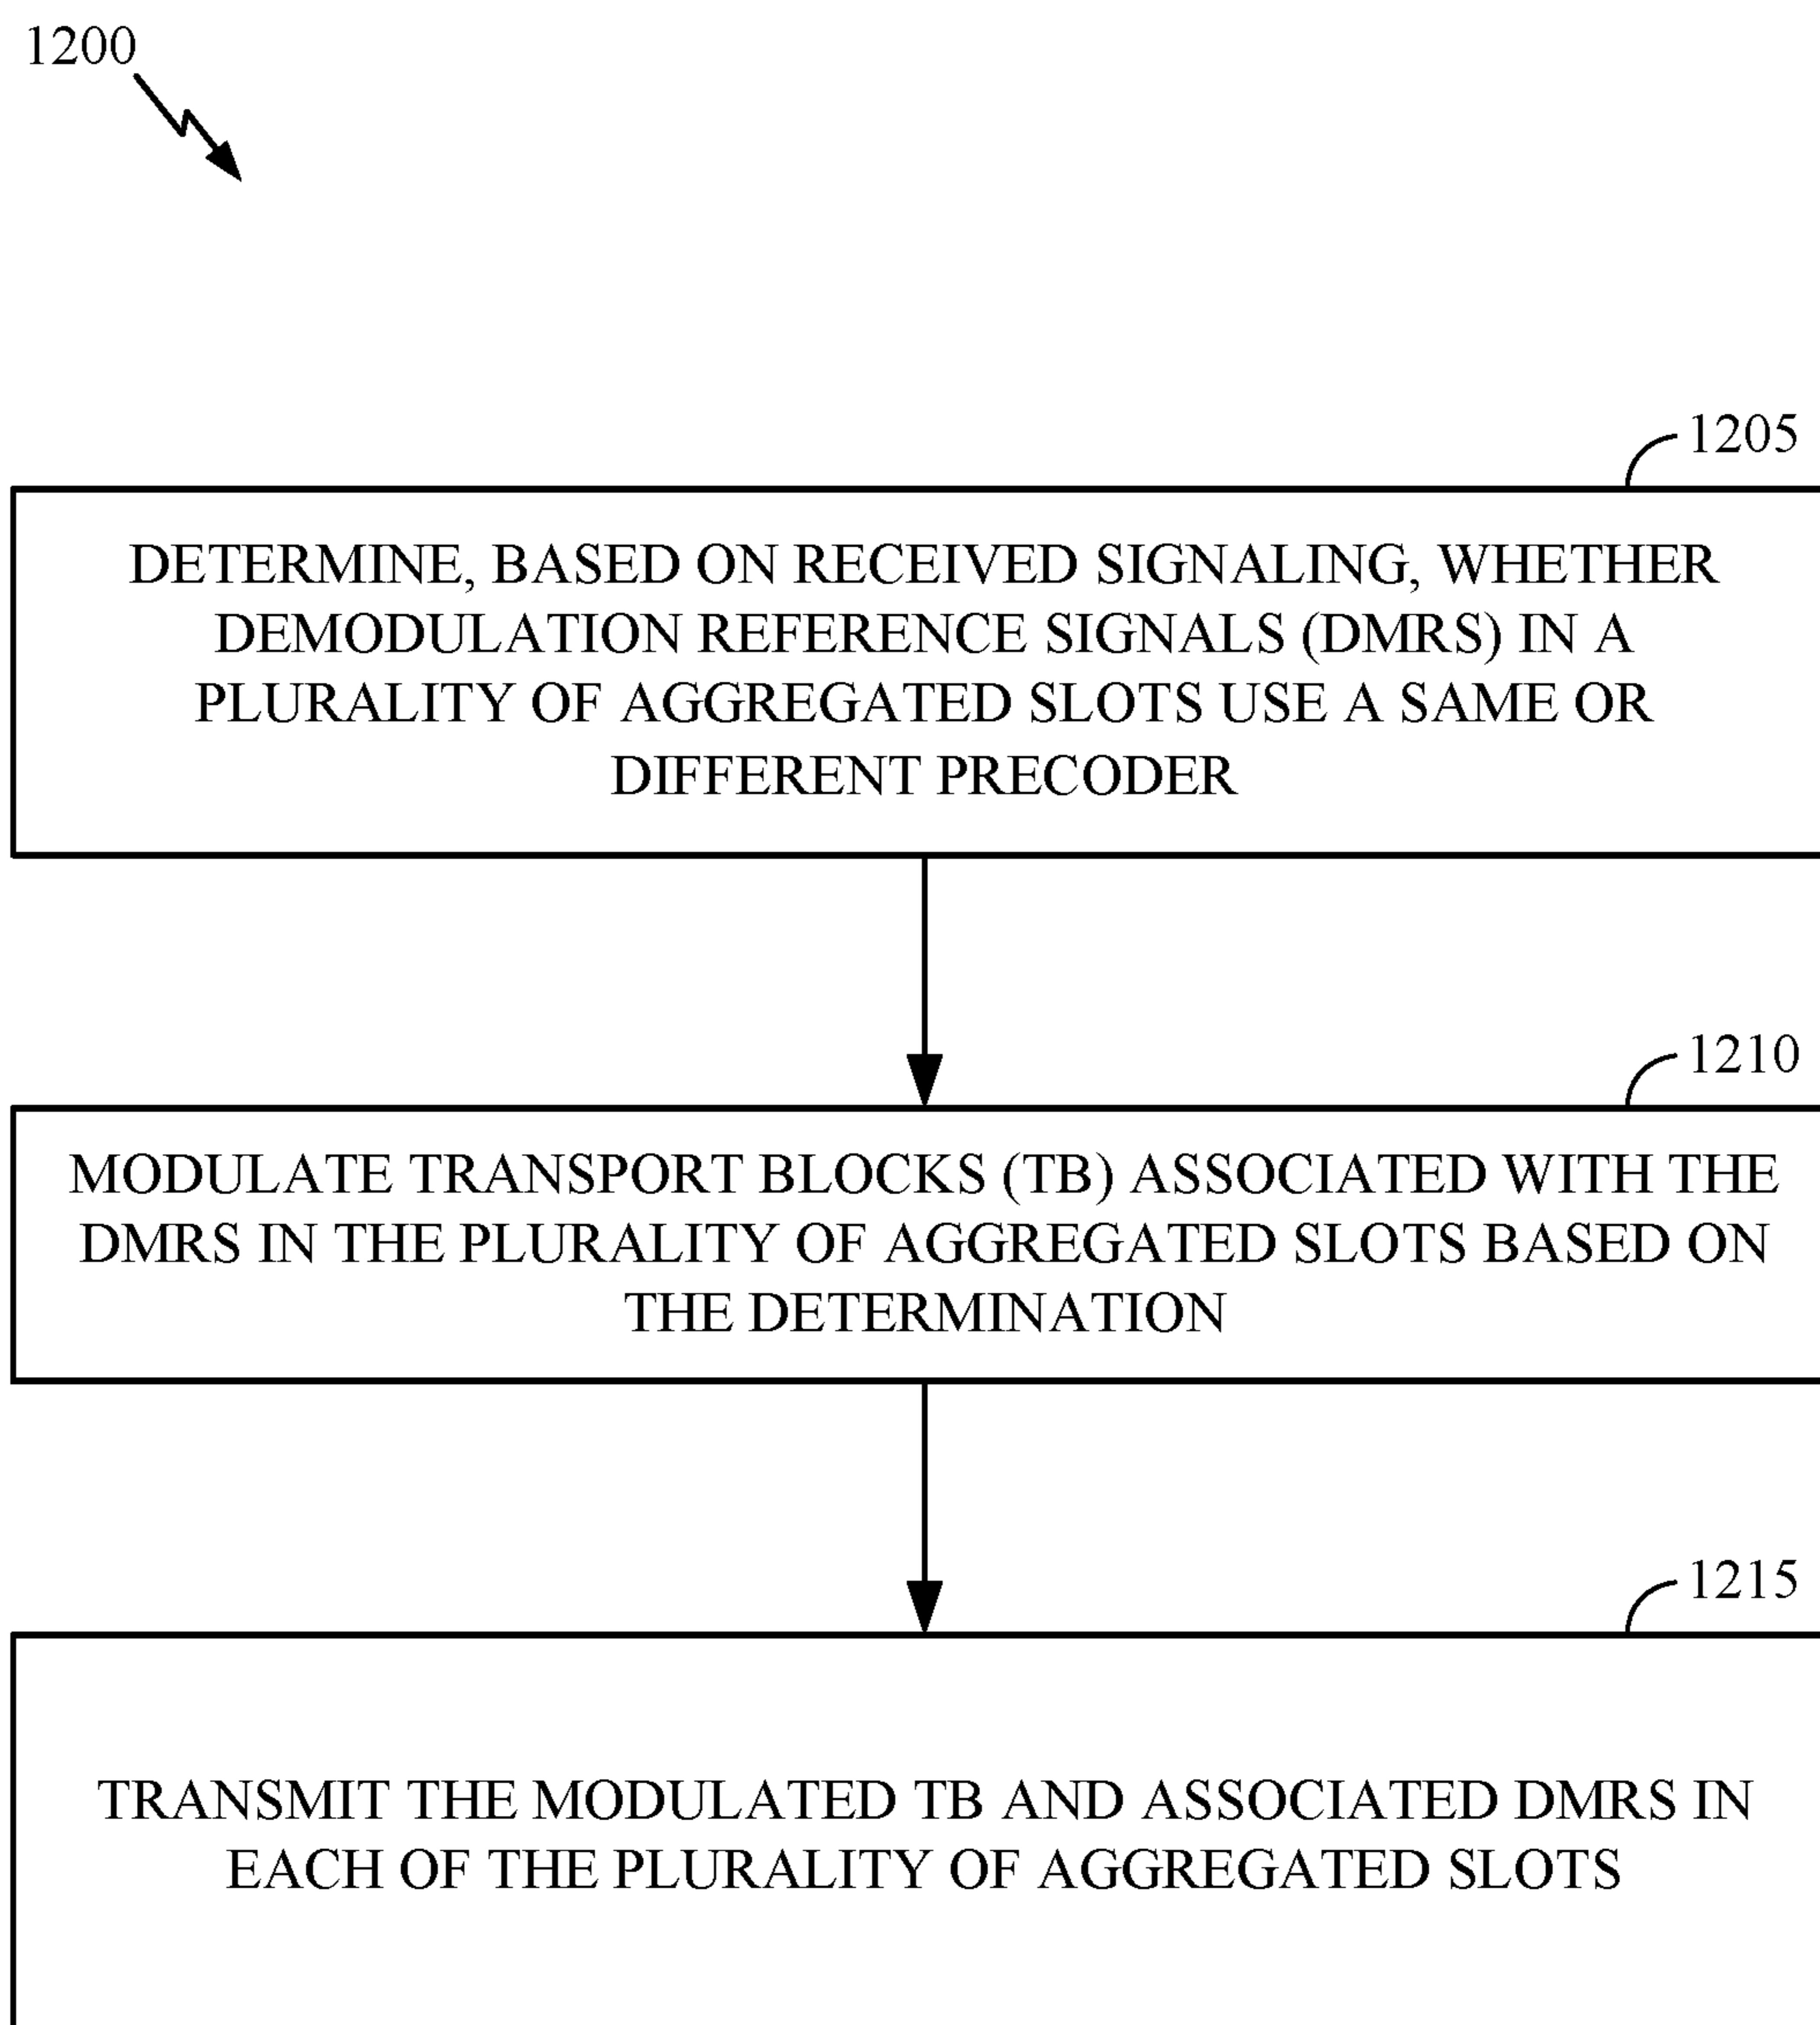 1200
1205
DETERMINE, BASED ON RECEIVED SIGNALING, WHETHER
DEMODULATION REFERENCE SIGNALS (DMRS) IN A
PLURALITY OF AGGREGATED SLOTS USE A SAME OR
DIFFERENT PRECODER
1210
MODULATE TRANSPORT BLOCKS (TB) ASSOCIATED WITH THE
DMRS IN THE PLURALITY OF AGGREGATED SLOTS BASED ON
THE DETERMINATION
1215
TRANSMIT THE MODULATED TB AND ASSOCIATED DMRS IN
EACH OF THE PLURALITY OF AGGREGATED SLOTS